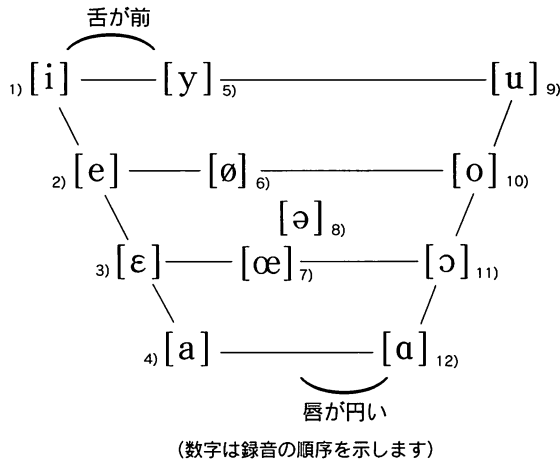 舌が前
1) [i] [y] 5) [u] 9)
2) [e] [ø] 6) [o] 10)
[ə] 8)
3) [ɛ] [œ] 7) [ɔ] 11)
4) [a] [ɑ] 12)
唇が円い
(数字は録音の順序を示します)